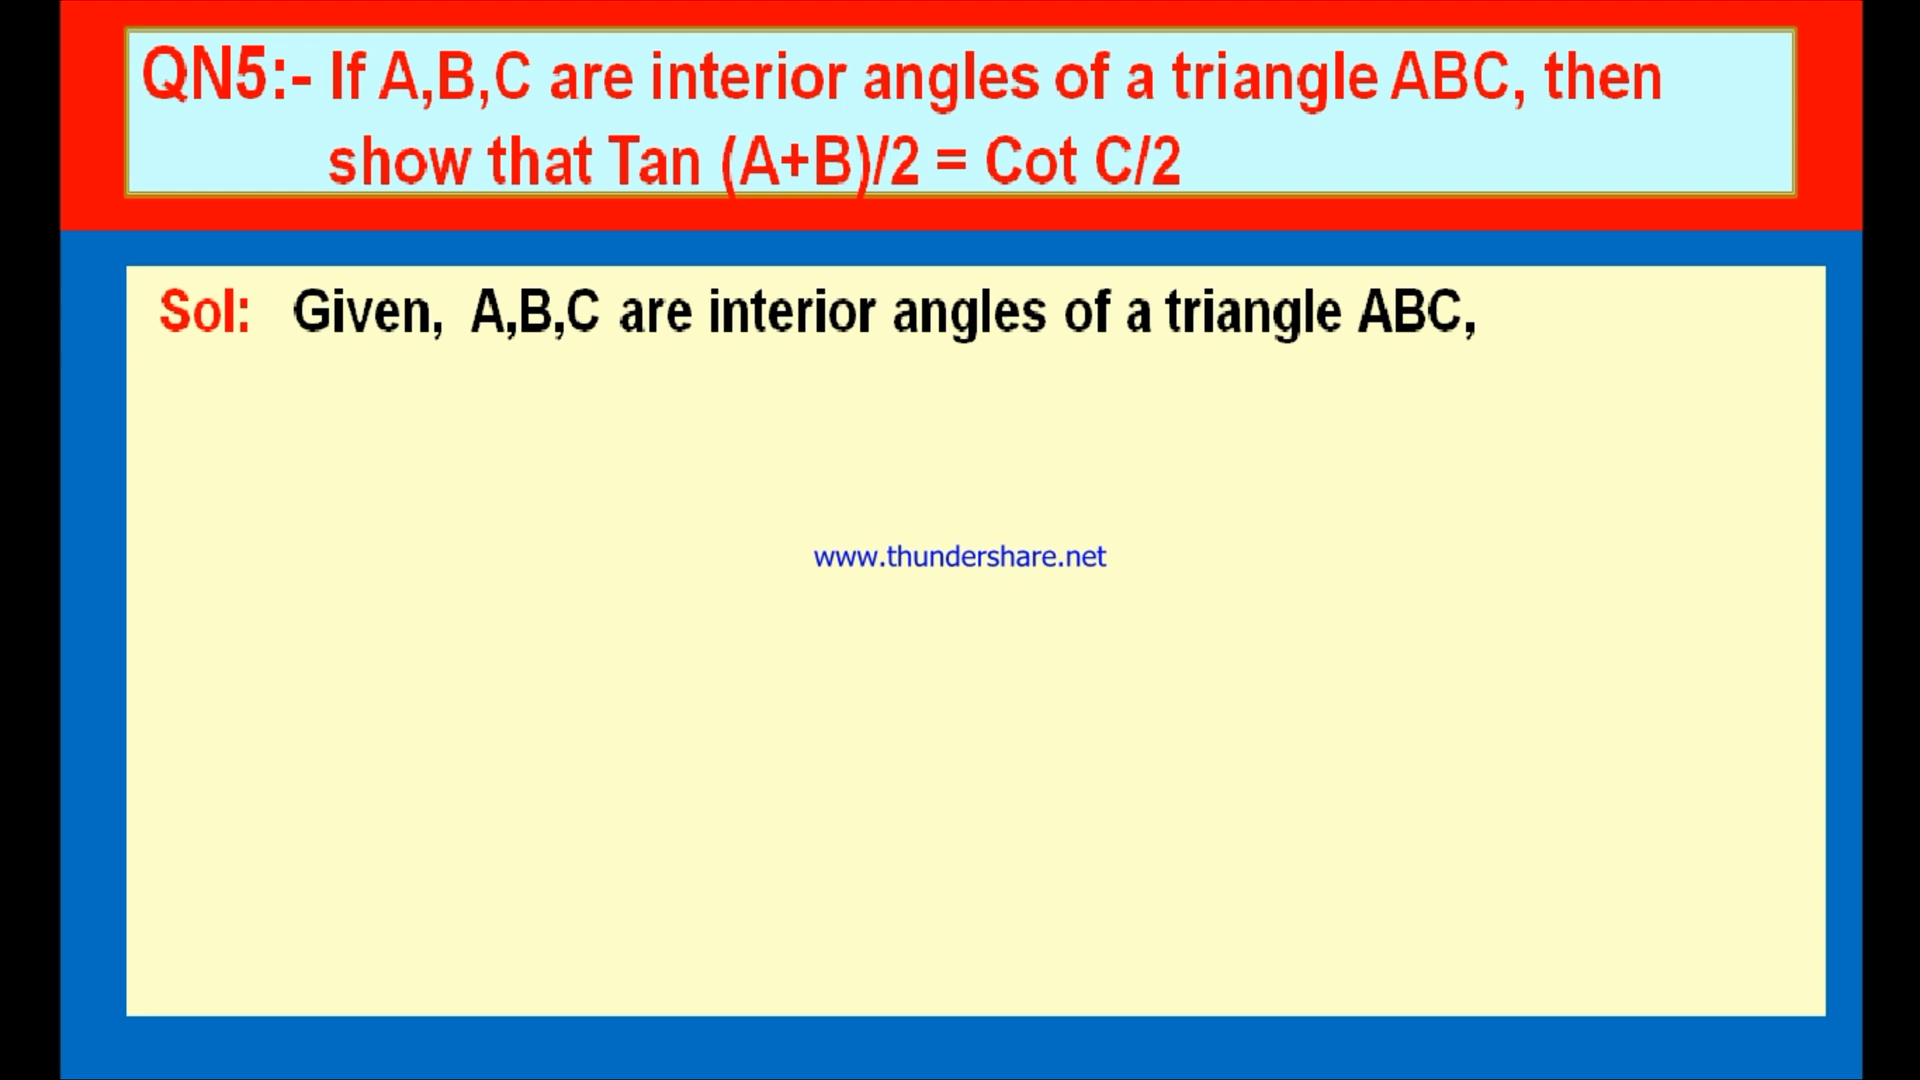 QN5:- If A,B,C are interior angles of a triangle ABC, then
show that Tan (A+B)/2 = Cot C/2
Sol: Given, A,B,C are interior angles of a triangle ABC,
www.thundershare.net